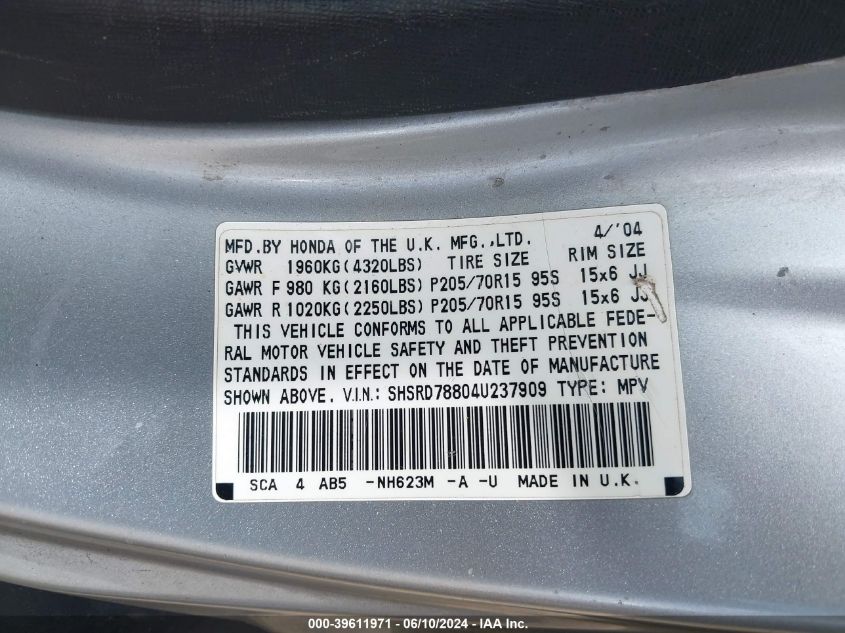 MFD.BY HONDA OF THE U.K. MFG.,LTD. 4/'04
GVWR 1960KG(4320LBS) TIRE SIZE RIM SIZE
GAWR F 980 KG(2160LBS) P205/70R15 95S 15x6 JJ
GAWR R 1020KG(2250LBS) P205/70R15 95S 15x6 JJ
THIS VEHICLE CONFORMS TO ALL APPLICABLE FEDE-
RAL MOTOR VEHICLE SAFETY AND THEFT PREVENTION
STANDARDS IN EFFECT ON THE DATE OF MANUFACTURE
SHOWN ABOVE. V.I.N.: SHSRD78804U237909 TYPE: MPV
SCA 4 AB5 -NH623M -A -U MADE IN U.K.
000-39611971 - 06/10/2024 - IAA Inc.